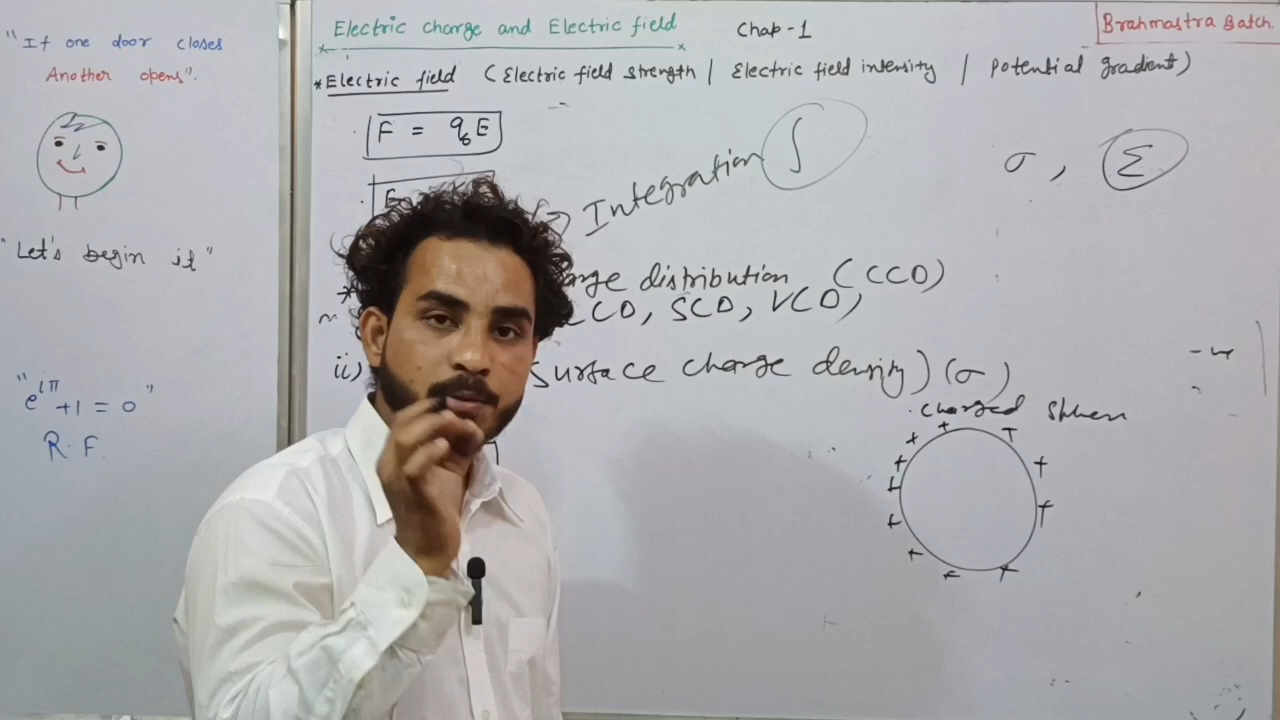 "If one door closes
Another opens".
"Let's begin it"
"e^{iπ} + 1 = 0"
R. F.
Electric charge and Electric field
Chap-1
Brahmastra Batch
* Electric field (Electric field strength | Electric field intensity | Potential gradient)
F = q₀E
Integration ∫
σ, Σ
distribution (CCD)
LCD, SCD, VCD,
ii) Surface charge density) (σ)
charged
+ + + + + + + + + + + +